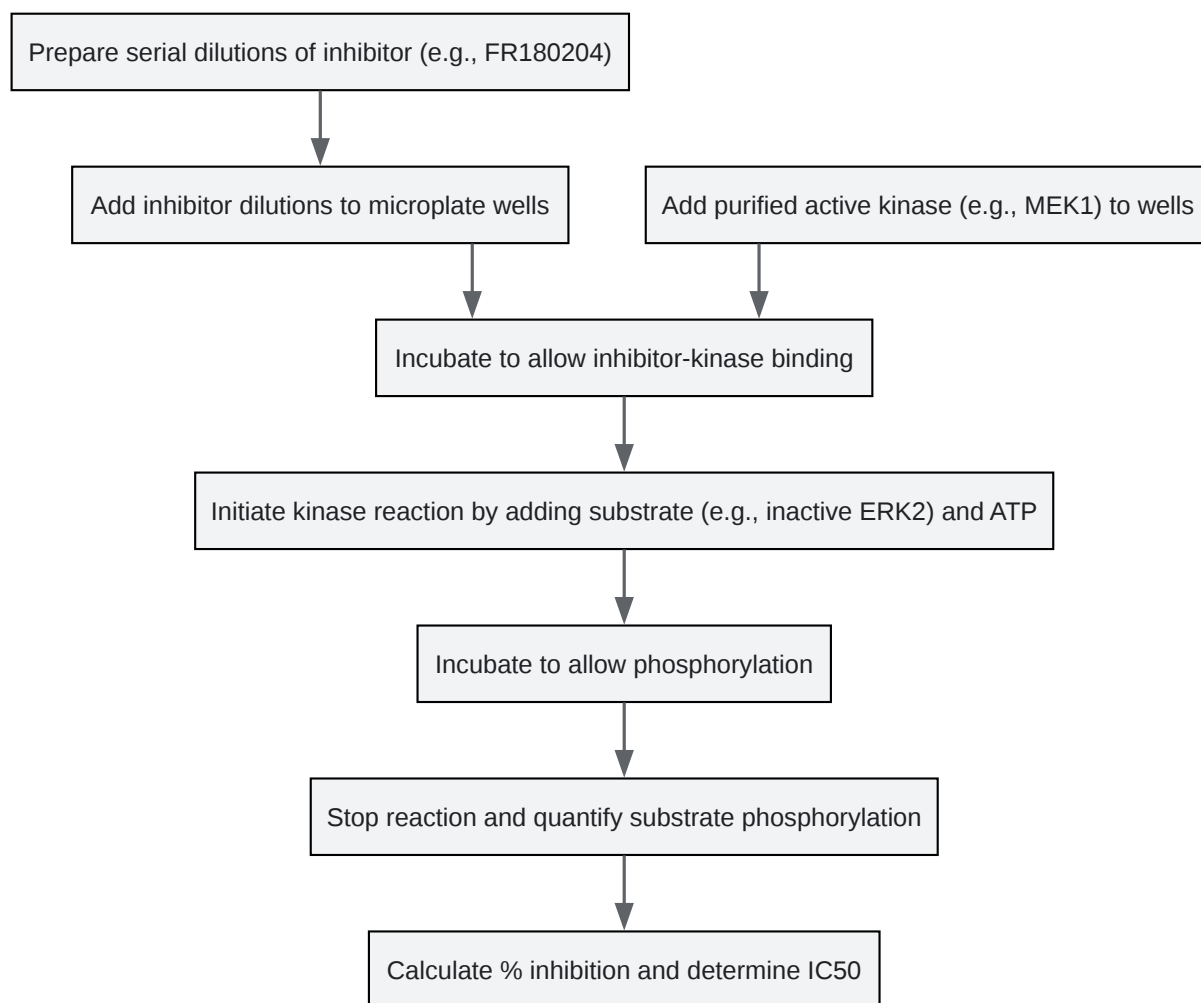 Prepare serial dilutions of inhibitor (e.g., FR180204)
Add inhibitor dilutions to microplate wells
Add purified active kinase (e.g., MEK1) to wells
Incubate to allow inhibitor-kinase binding
Initiate kinase reaction by adding substrate (e.g., inactive ERK2) and ATP
Incubate to allow phosphorylation
Stop reaction and quantify substrate phosphorylation
Calculate % inhibition and determine IC50